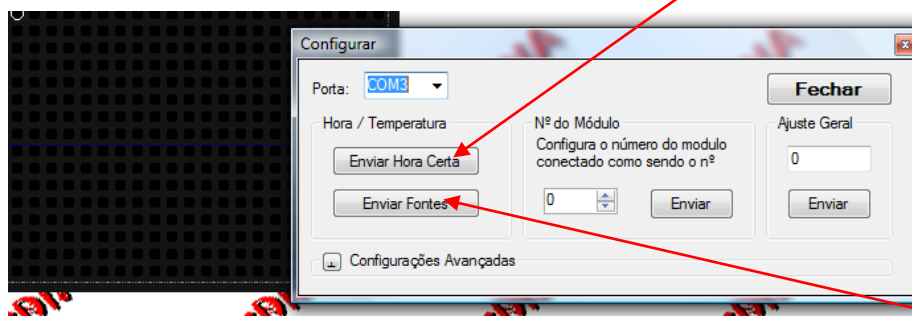 Configurar
Porta: COM3
Fechar
Hora / Temperatura
Enviar Hora Certa
Enviar Fontes
Nº do Módulo
Configura o número do modulo
conectado como sendo o nº
0
Enviar
Ajuste Geral
0
Enviar
Configurações Avançadas